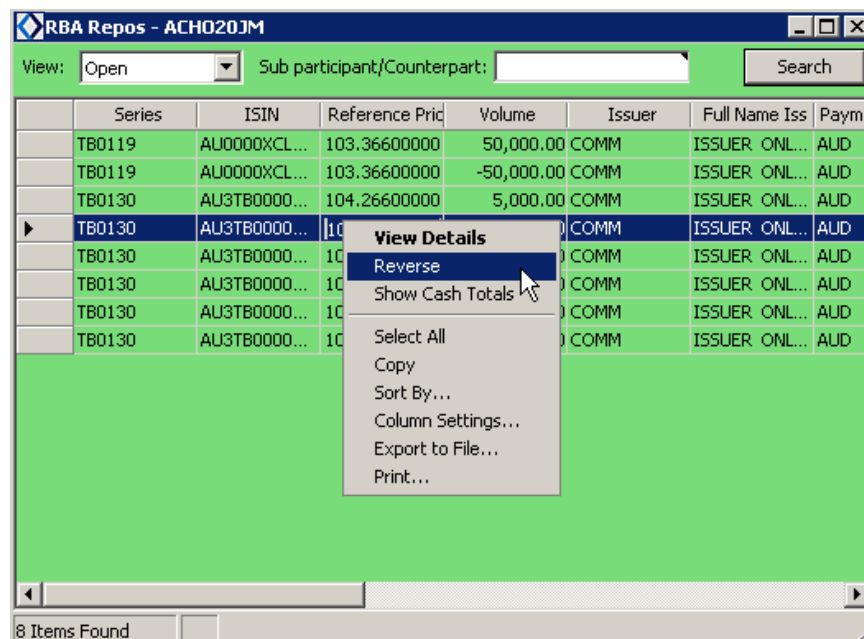 RBA Repos - ACHO20JM
View: Open Sub participant/Counterpart: Search
Series ISIN Reference Pric Volume Issuer Full Name Iss Paym
TB0119 AU0000XCL... 103.36600000 50,000.00 COMM ISSUER ONL... AUD
TB0119 AU0000XCL... 103.36600000 -50,000.00 COMM ISSUER ONL... AUD
TB0130 AU3TB0000... 104.26600000 5,000.00 COMM ISSUER ONL... AUD
TB0130 AU3TB0000... 10 COMM ISSUER ONL... AUD
TB0130 AU3TB0000... 10 COMM ISSUER ONL... AUD
TB0130 AU3TB0000... 10 COMM ISSUER ONL... AUD
TB0130 AU3TB0000... 10 COMM ISSUER ONL... AUD
TB0130 AU3TB0000... 10 COMM ISSUER ONL... AUD
View Details
Reverse
Show Cash Totals
Select All
Copy
Sort By...
Column Settings...
Export to File...
Print...
8 Items Found